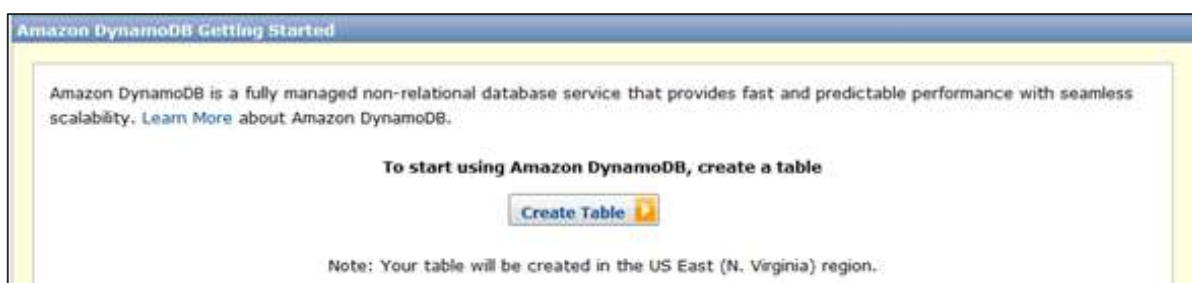 Amazon DynamoDB Getting Started
Amazon DynamoDB is a fully managed non-relational database service that provides fast and predictable performance with seamless
scalability. Learn More about Amazon DynamoDB.
To start using Amazon DynamoDB, create a table
Create Table
Note: Your table will be created in the US East (N. Virginia) region.